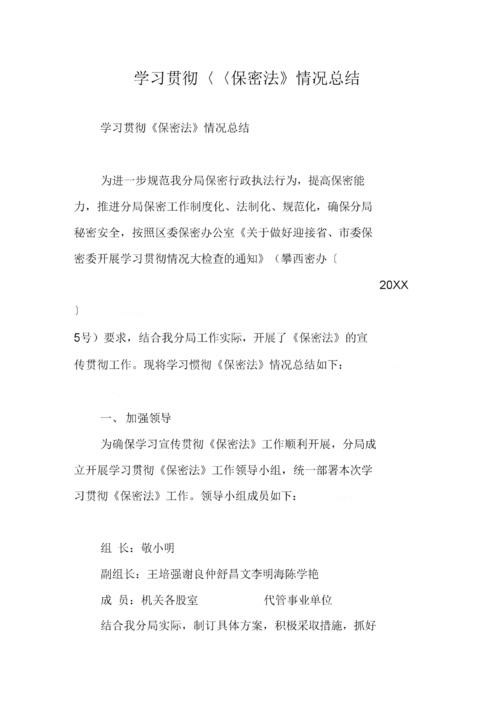 学习贯彻〈〈保密法》情况总结
学习贯彻《保密法》情况总结
为进一步规范我分局保密行政执法行为，提高保密能
力，推进分局保密工作制度化、法制化、规范化，确保分局
秘密安全，按照区委保密办公室《关于做好迎接省、市委保
密委开展学习贯彻情况大检查的通知》（攀西密办〔
20XX
〕
5号）要求，结合我分局工作实际，开展了《保密法》的宣
传贯彻工作。现将学习惯彻《保密法》情况总结如下：
一、 加强领导
为确保学习宣传贯彻《保密法》工作顺利开展，分局成
立开展学习贯彻《保密法》工作领导小组，统一部署本次学
习贯彻《保密法》工作。领导小组成员如下：
组 长：敬小明
副组长：王培强谢良仲舒昌文李明海陈学艳
成 员：机关各股室 代管事业单位
结合我分局实际，制订具体方案，积极采取措施，抓好